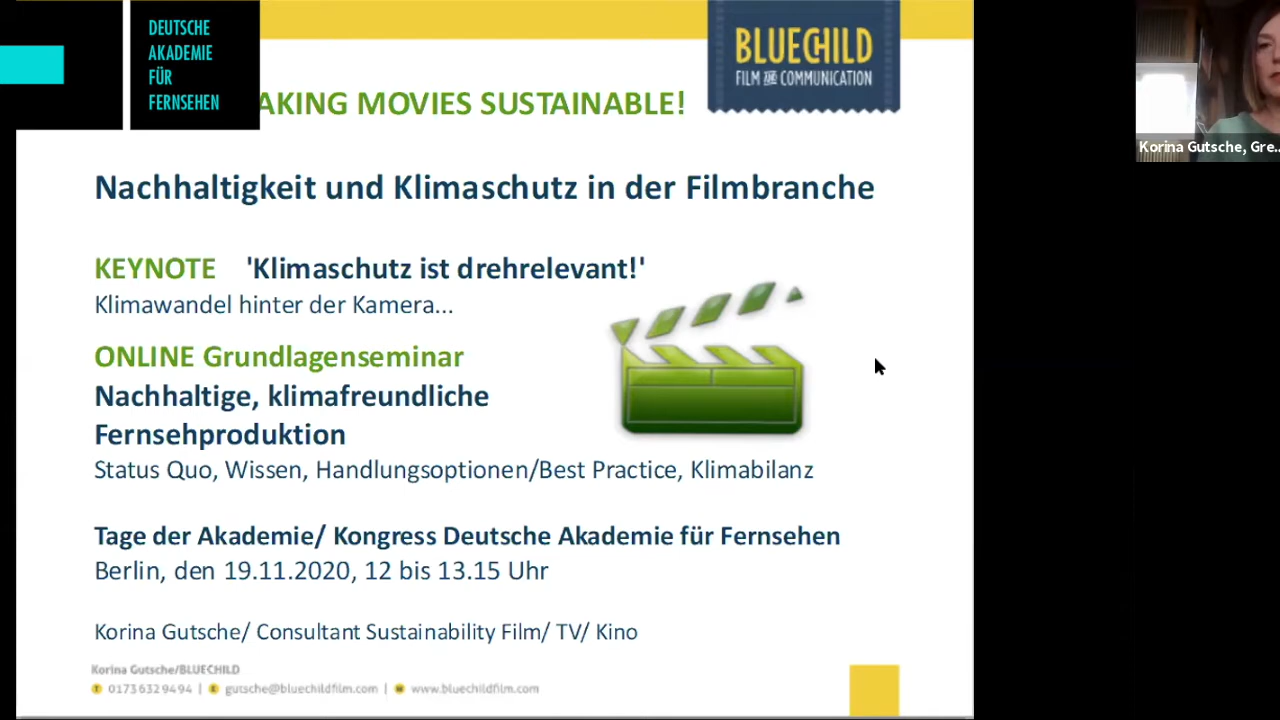 DEUTSCHE
AKADEMIE
FÜR
FERNSEHEN
BLUECHILD
FILM AND COMMUNICATION
AKING MOVIES SUSTAINABLE!
Korina Gutsche, Gre...
Nachhaltigkeit und Klimaschutz in der Filmbranche
KEYNOTE 'Klimaschutz ist drehrelevant!'
Klimawandel hinter der Kamera...
ONLINE Grundlagenseminar
Nachhaltige, klimafreundliche
Fernsehproduktion
Status Quo, Wissen, Handlungsoptionen/Best Practice, Klimabilanz
Tage der Akademie/ Kongress Deutsche Akademie für Fernsehen
Berlin, den 19.11.2020, 12 bis 13.15 Uhr
Korina Gutsche/ Consultant Sustainability Film/ TV/ Kino
Korina Gutsche/BLUECHILD
T 01736329494 | E gutsche@bluechildfilm.com | W www.bluechildfilm.com